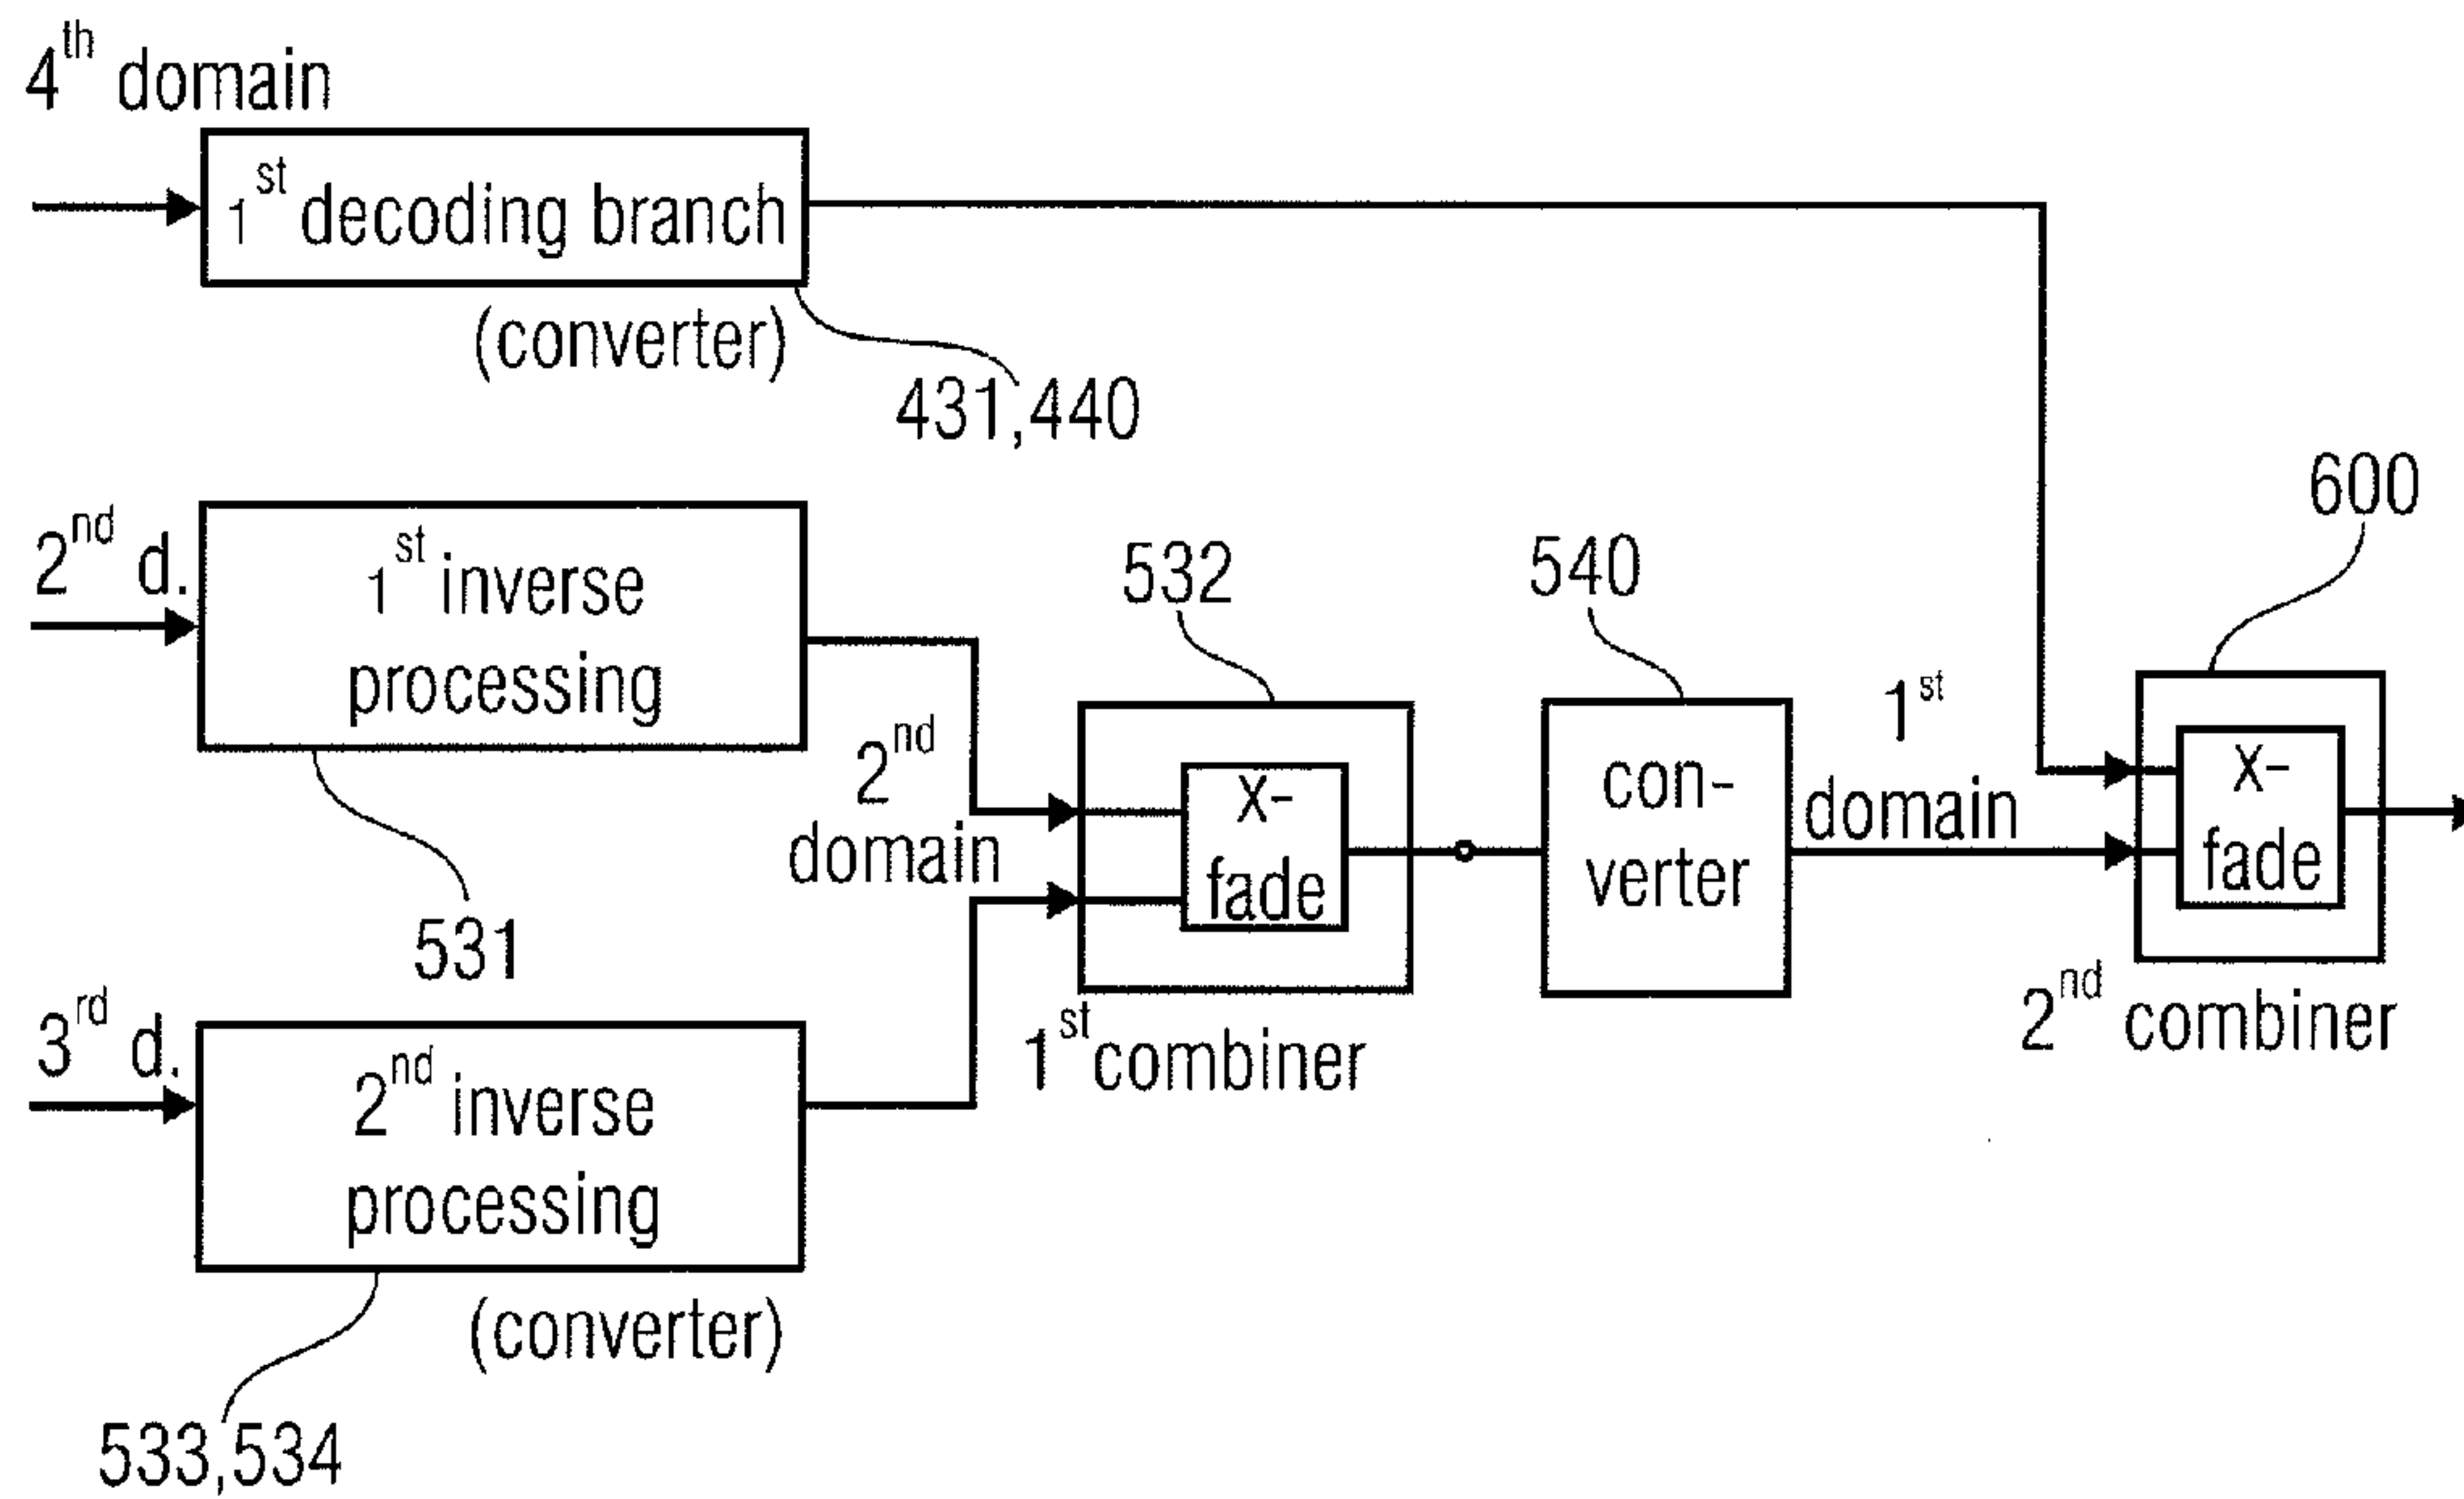 4th domain
1st decoding branch
(converter)
431,440
2nd d.
1st inverse
processing
531
2nd
domain
532
X-
fade
1st combiner
540
con-
verter
1st
domain
600
X-
fade
2nd combiner
3rd d.
2nd inverse
processing
(converter)
533,534